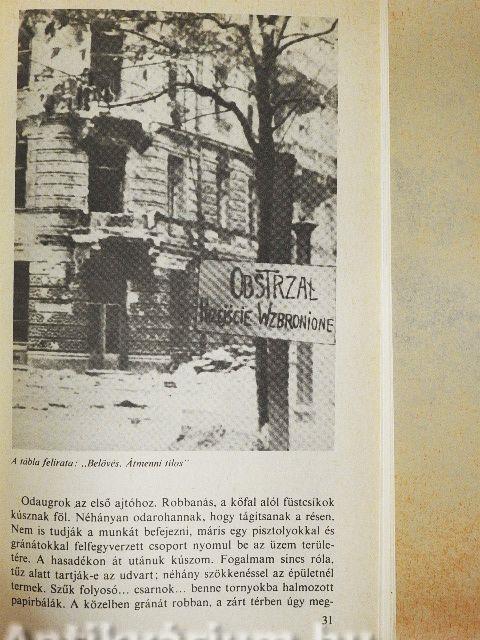 OBSTRZAŁ
PRZEJŚCIE WZBRONIONE
A tábla felirata: „Belövés. Átmenni tilos”
Odaugrok az első ajtóhoz. Robbanás, a kőfal alól füstcsíkok
kúsznak föl. Néhányan odarohannak, hogy tágítsanak a résen.
Nem is tudják a munkát befejezni, máris egy pisztolyokkal és
gránátokkal felfegyverzett csoport nyomul be az üzem terüle-
tére. A hasadékon át utánuk kúszom. Fogalmam sincs róla,
tűz alatt tartják-e az udvart; néhány szökkenéssel az épületnél
termek. Szűk folyosó... csarnok... benne tornyokba halmozott
papírbálák. A közelben gránát robban, a zárt térben úgy meg-
31